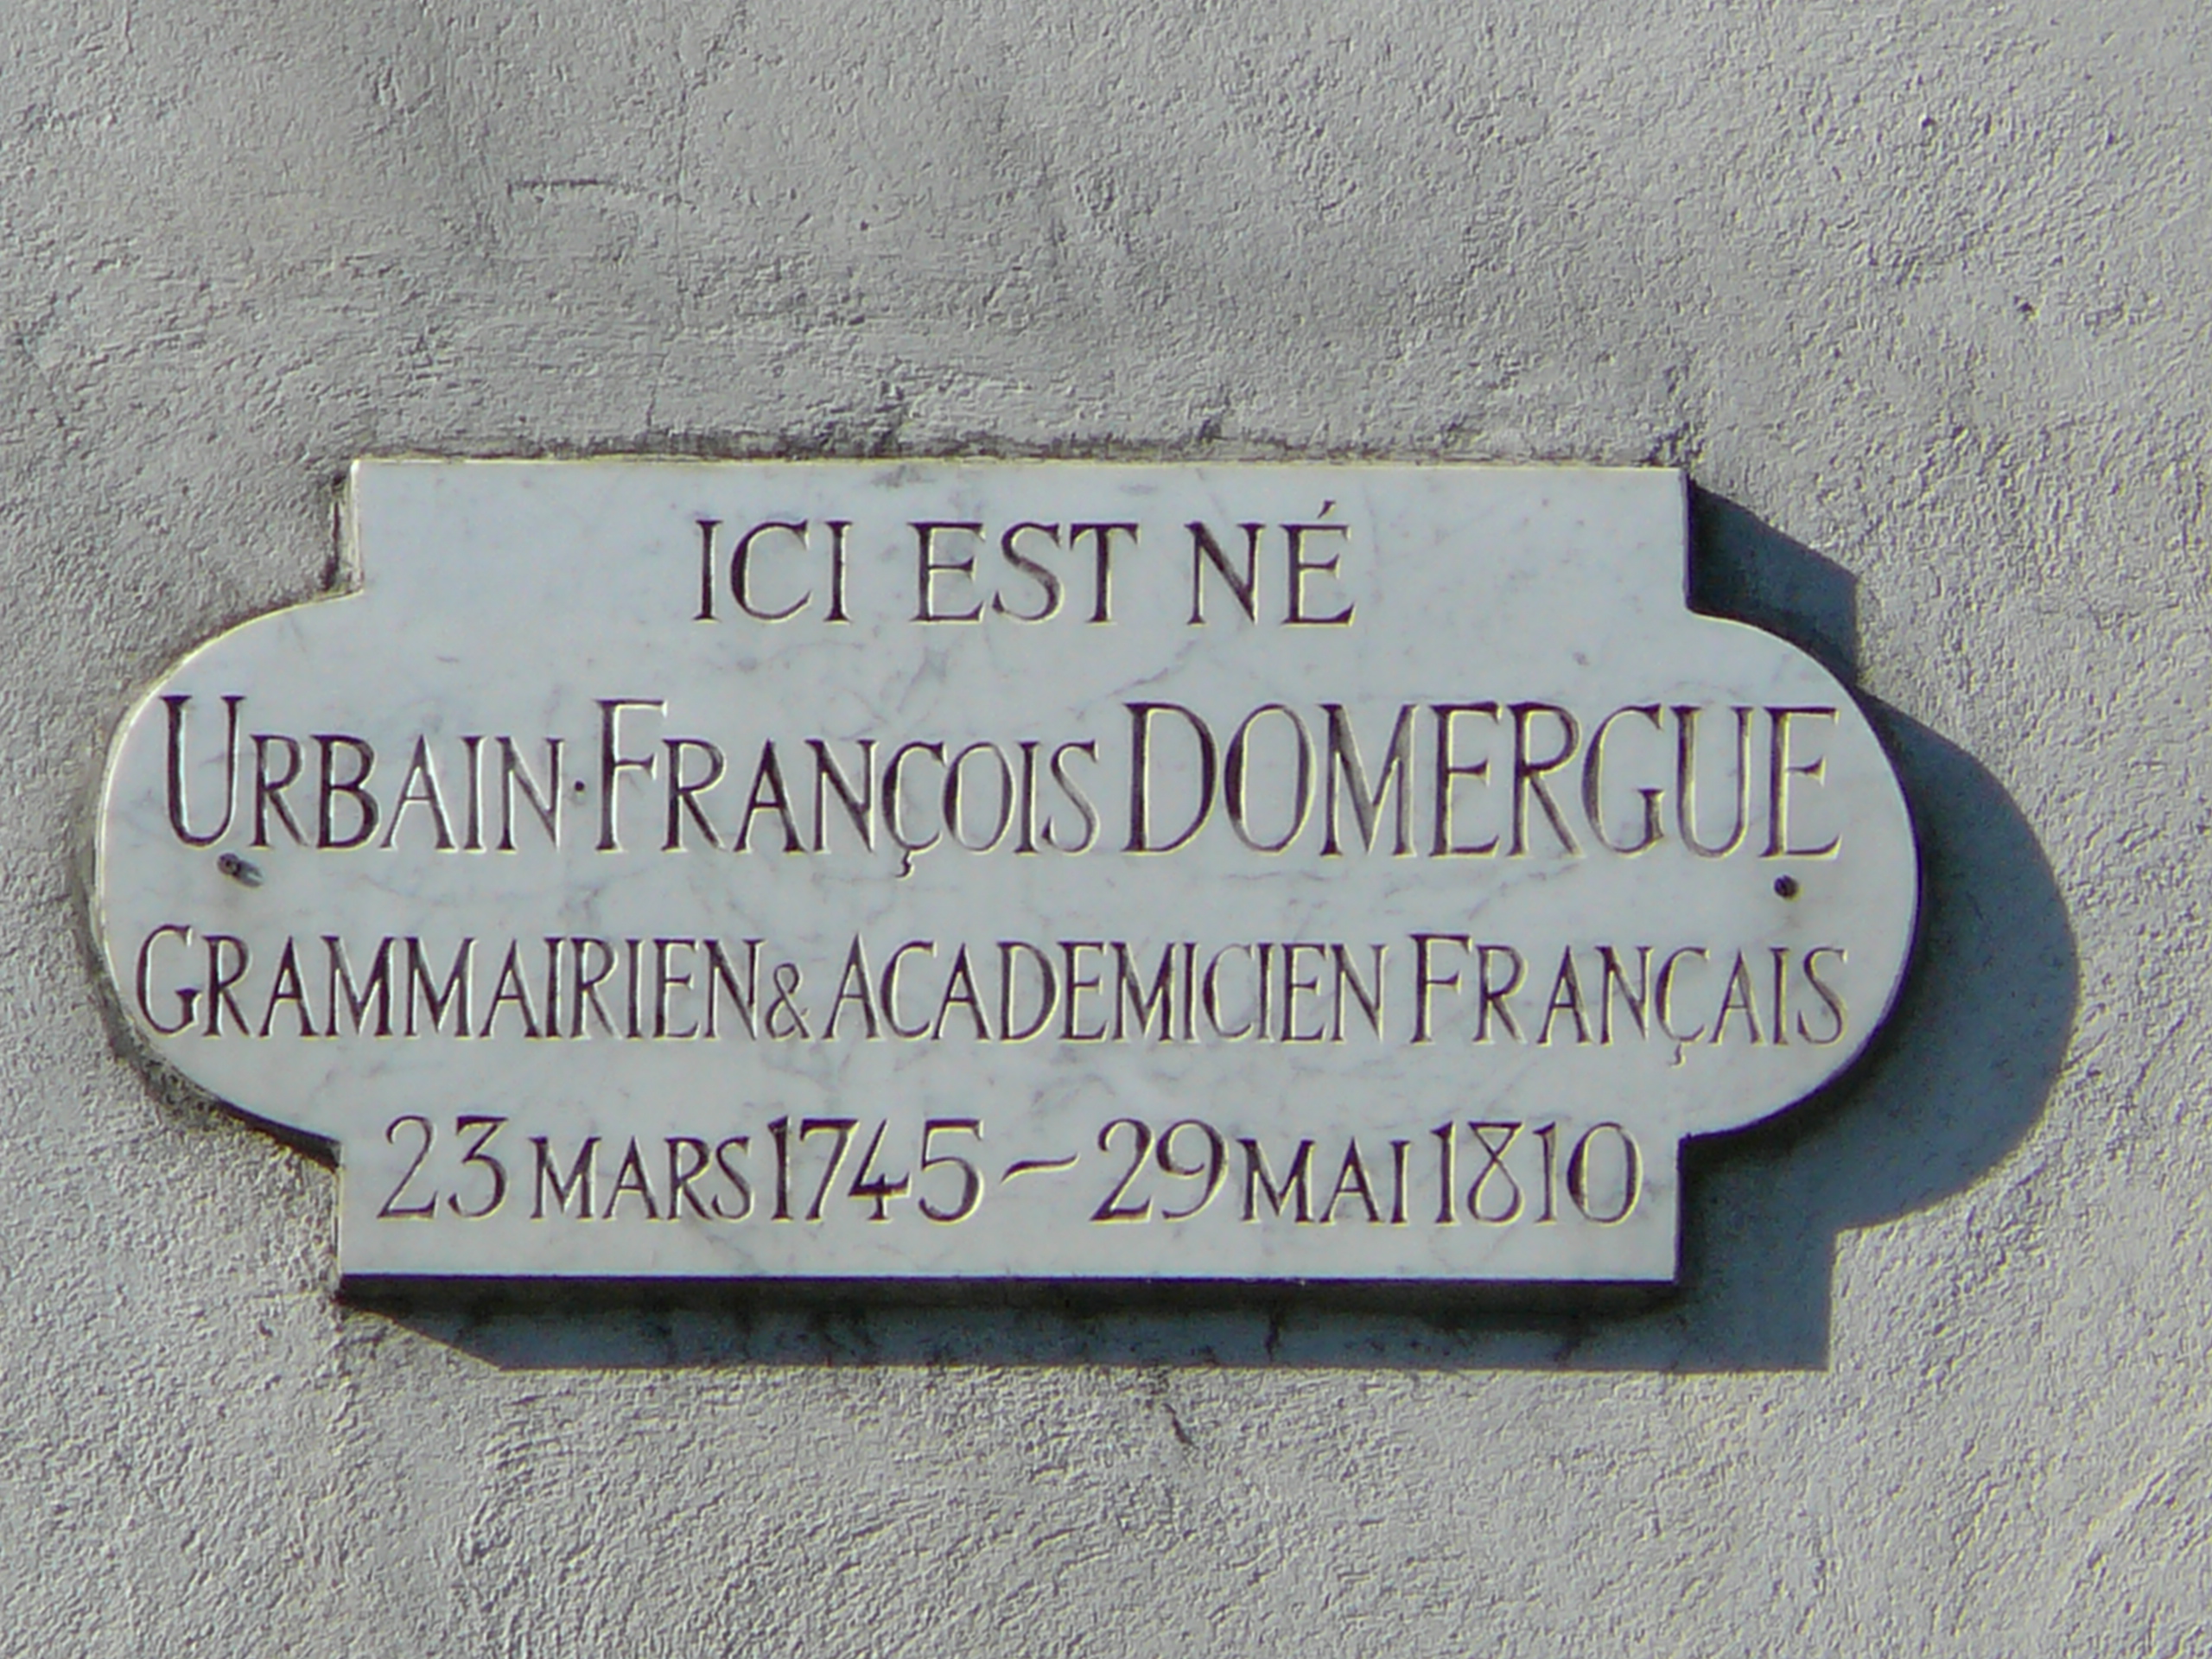 ICI EST NÉ
URBAIN·FRANÇOIS DOMERGUE
GRAMMAIRIEN & ACADEMICIEN FRANÇAIS
23 MARS 1745 – 29 MAI 1810